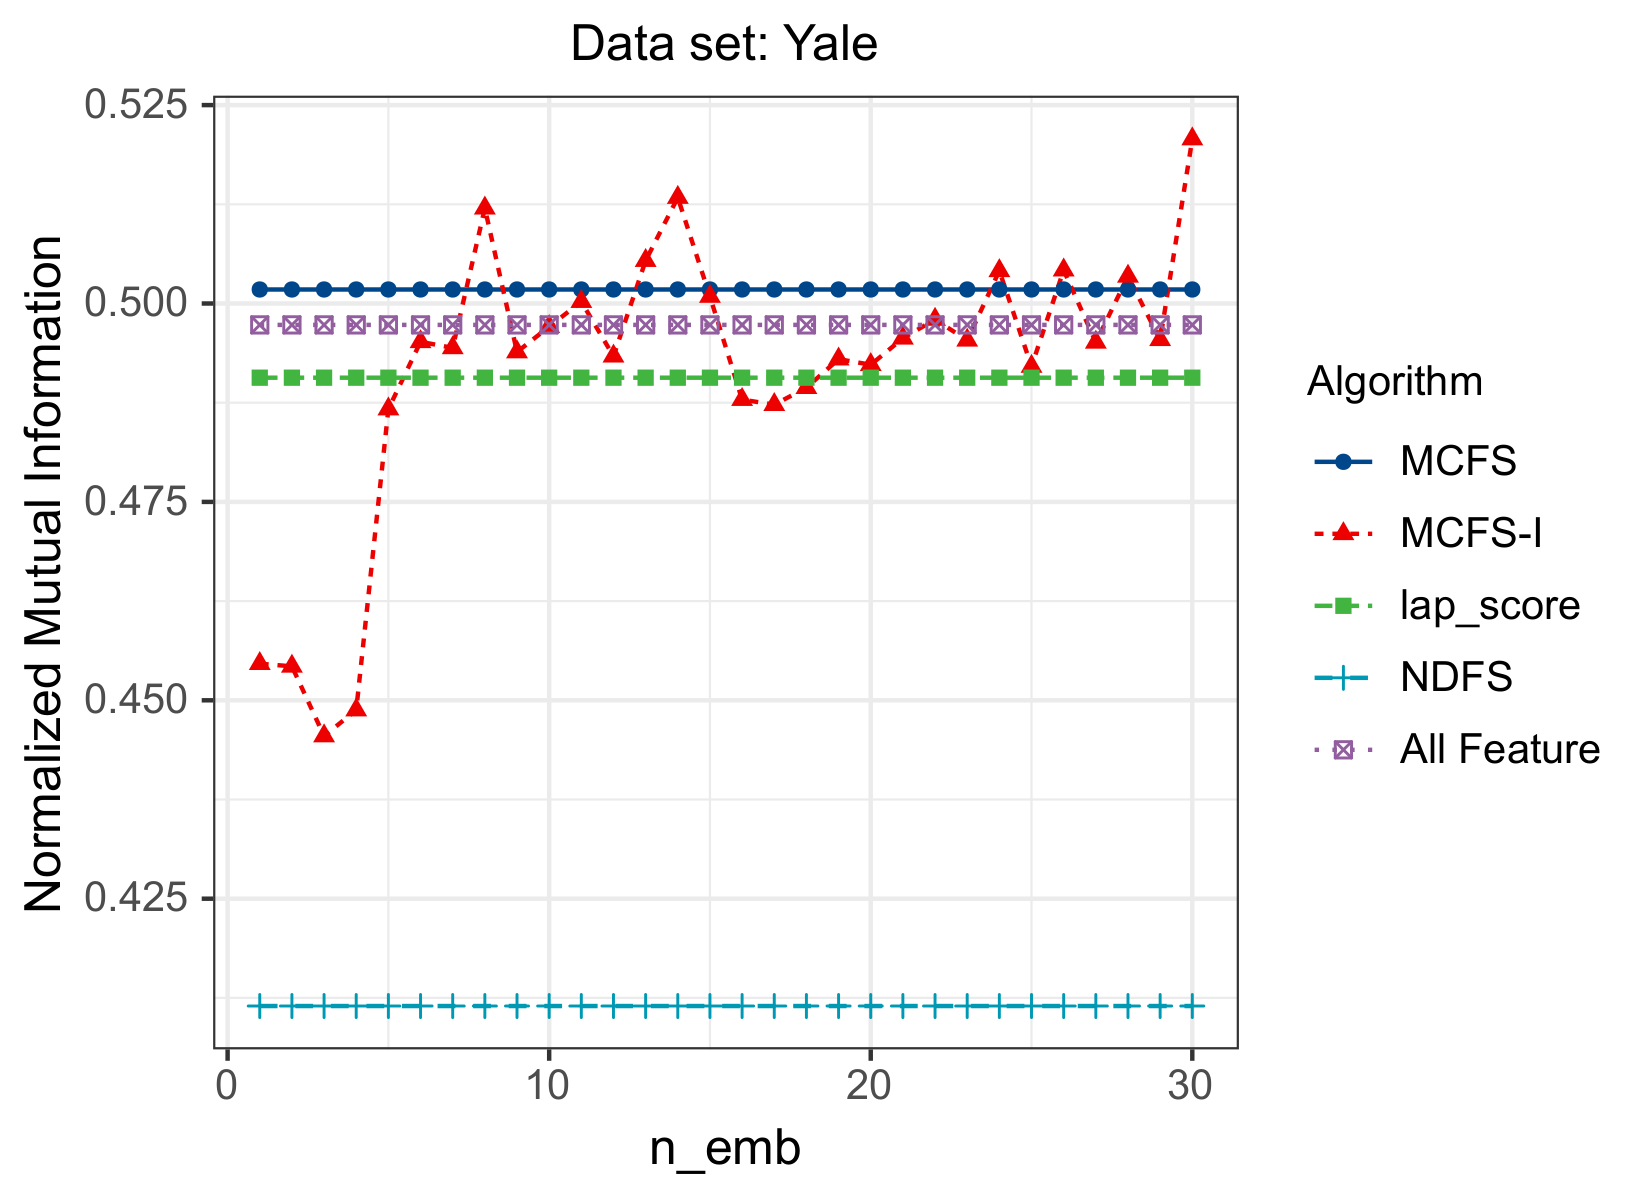 Data set: Yale
Normalized Mutual Information
0.525
0.500
0.475
0.450
0.425
0
10
20
30
n_emb
Algorithm
MCFS
MCFS-I
lap_score
NDFS
All Feature